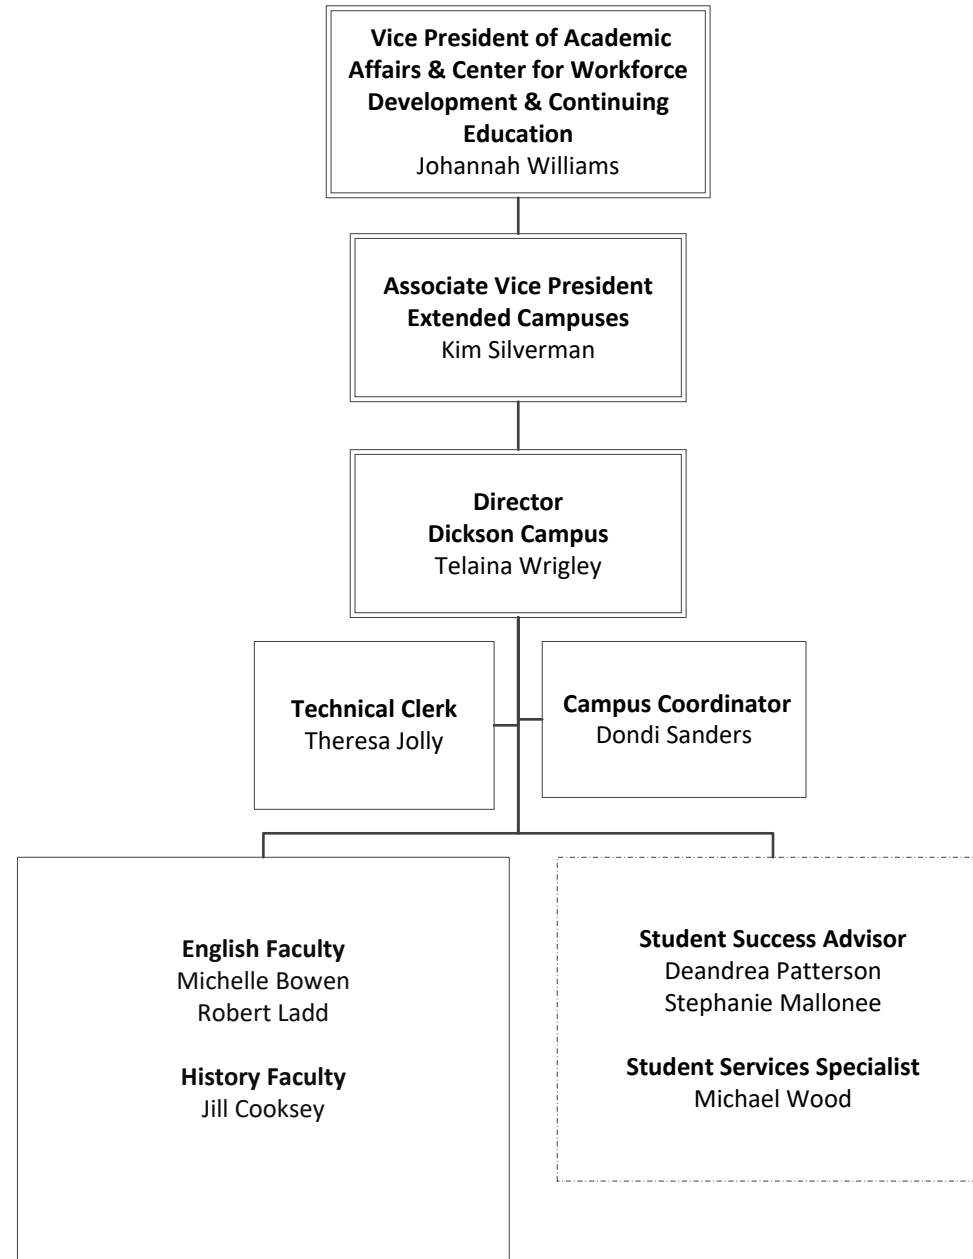 Vice President of Academic
Affairs & Center for Workforce
Development & Continuing
Education
Johannah Williams
Associate Vice President
Extended Campuses
Kim Silverman
Director
Dickson Campus
Telaina Wrigley
Technical Clerk
Theresa Jolly
Campus Coordinator
Dondi Sanders
English Faculty
Michelle Bowen
Robert Ladd
History Faculty
Jill Cooksey
Student Success Advisor
Deandrea Patterson
Stephanie Mallonee
Student Services Specialist
Michael Wood